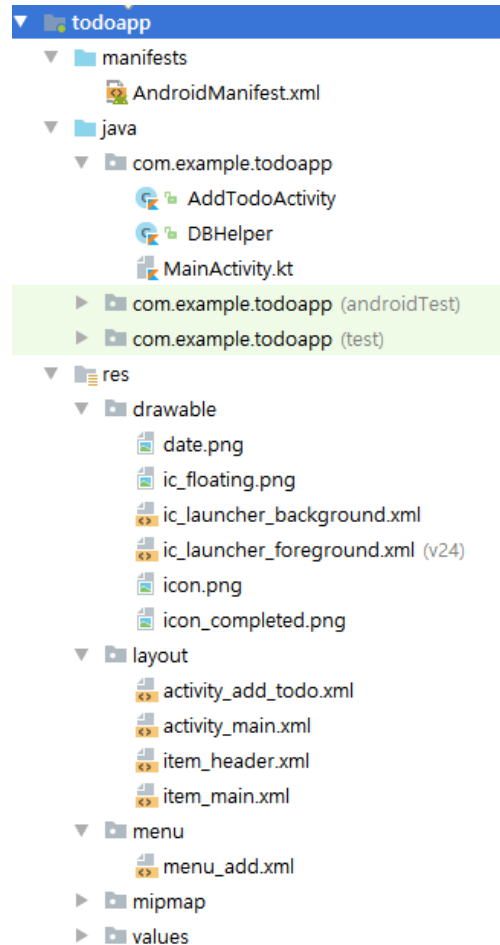 todoapp
manifests
AndroidManifest.xml
java
com.example.todoapp
AddTodoActivity
DBHelper
MainActivity.kt
com.example.todoapp (androidTest)
com.example.todoapp (test)
res
drawable
date.png
ic_floating.png
ic_launcher_background.xml
ic_launcher_foreground.xml (v24)
icon.png
icon_completed.png
layout
activity_add_todo.xml
activity_main.xml
item_header.xml
item_main.xml
menu
menu_add.xml
mipmap
values